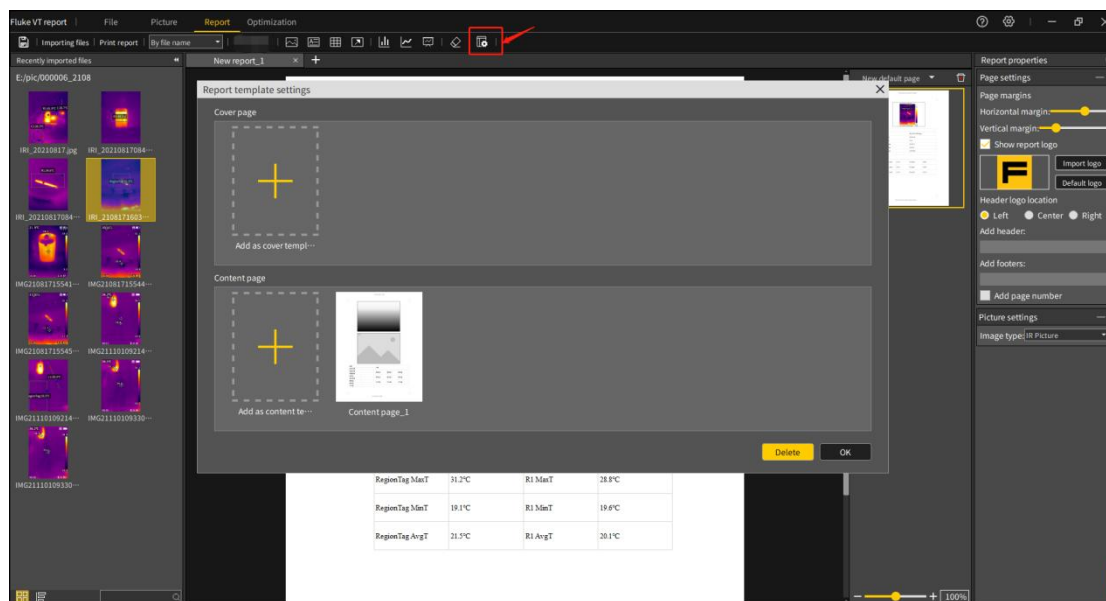 Fluke VT report File Picture Report Optimization
Importing files Print report By file name
Recently imported files
New report_1
E:/pic/000006_2108
IRI_20210817.jpg IRI_20210817084···
IRI_20210817084··· IRI_2108171603···
IMG21081715541··· IMG21081715544···
IMG21081715545··· IMG21110109214···
IMG21110109214··· IMG21110109330···
IMG21110109330···
Report template settings
Cover page
Add as cover templ···
Content page
Add as content te···
Content page_1
Delete OK
RegionTag MaxT 31.2°C R1 MaxT 28.8°C
RegionTag MinT 19.1°C R1 MinT 19.6°C
RegionTag AvgT 21.5°C R1 AvgT 20.1°C
New default page
100%
Report properties
Page settings
Page margins
Horizontal margin:
Vertical margin:
Show report logo
F
Import logo
Default logo
Header logo location
Left Center Right
Add header:
Add footers:
Add page number
Picture settings
Image type: IR Picture